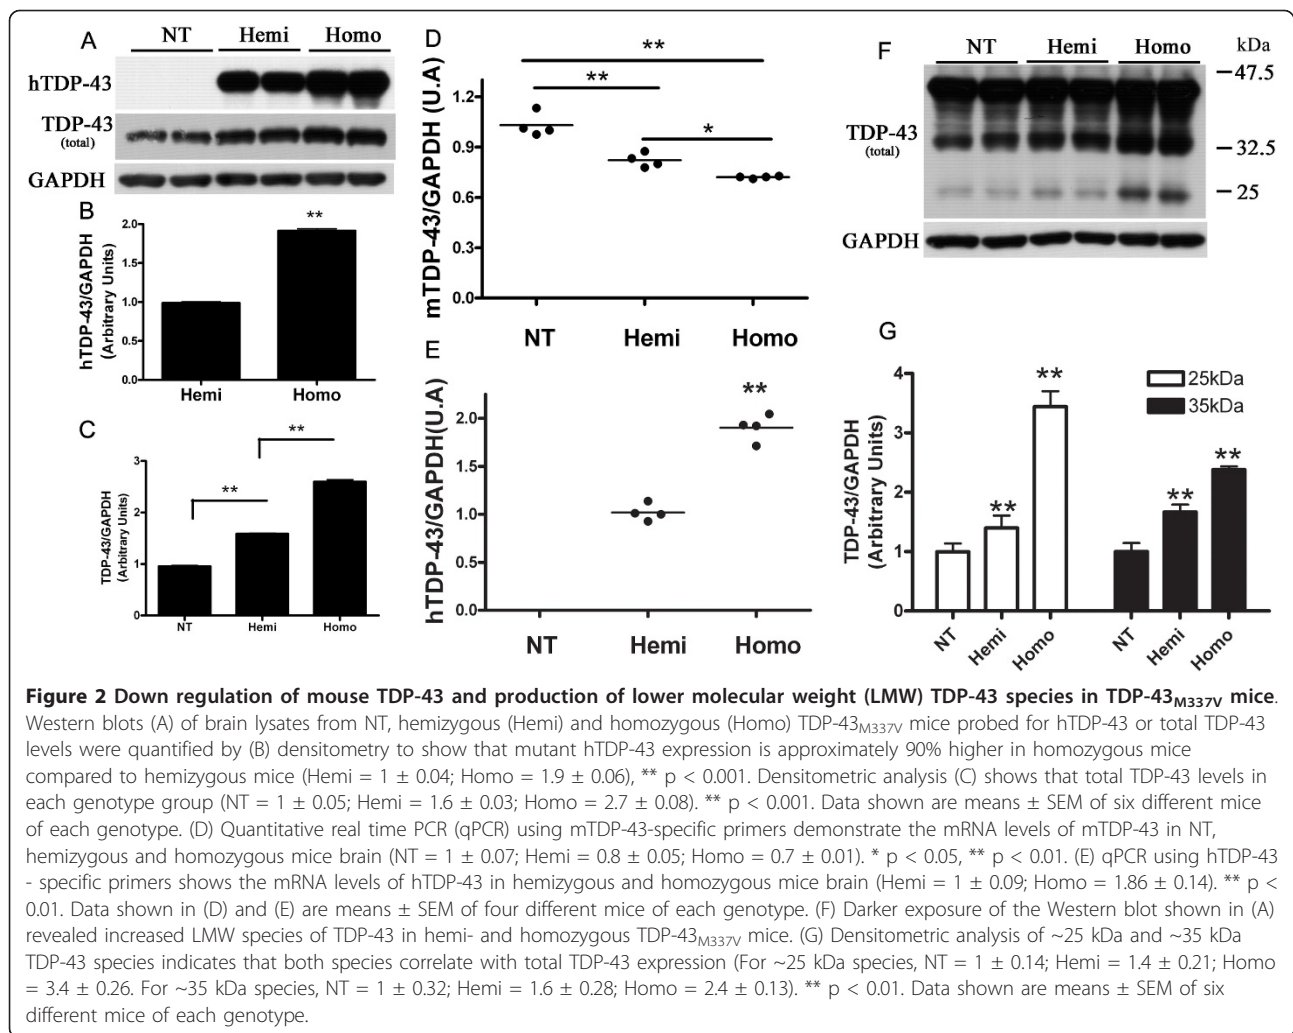 A
NT Hemi Homo
hTDP-43
TDP-43
(total)
GAPDH
B
hTDP-43/GAPDH
(Arbitrary Units)
2.0
1.0
0.0
Hemi Homo
**
C
TDP-43/GAPDH
(Arbitrary Units)
3
2
1
0
NT Hemi Homo
**
**
D
mTDP-43/GAPDH (U.A)
1.2
0.9
0.6
0.3
0.0
NT Hemi Homo
**
**
*
E
hTDP-43/GAPDH(U.A)
2.0
1.5
1.0
0.5
0.0
NT Hemi Homo
**
F
NT Hemi Homo
kDa
47.5
32.5
25
TDP-43
(total)
GAPDH
G
TDP-43/GAPDH
(Arbitrary Units)
4
3
2
1
0
25kDa
35kDa
**
**
**
**
NT Hemi Homo NT Hemi Homo
Figure 2 Down regulation of mouse TDP-43 and production of lower molecular weight (LMW) TDP-43 species in TDP-43M337V mice.
Western blots (A) of brain lysates from NT, hemizygous (Hemi) and homozygous (Homo) TDP-43M337V mice probed for hTDP-43 or total TDP-43
levels were quantified by (B) densitometry to show that mutant hTDP-43 expression is approximately 90% higher in homozygous mice
compared to hemizygous mice (Hemi = 1 ± 0.04; Homo = 1.9 ± 0.06), ** p < 0.001. Densitometric analysis (C) shows that total TDP-43 levels in
each genotype group (NT = 1 ± 0.05; Hemi = 1.6 ± 0.03; Homo = 2.7 ± 0.08). ** p < 0.001. Data shown are means ± SEM of six different mice
of each genotype. (D) Quantitative real time PCR (qPCR) using mTDP-43-specific primers demonstrate the mRNA levels of mTDP-43 in NT,
hemizygous and homozygous mice brain (NT = 1 ± 0.07; Hemi = 0.8 ± 0.05; Homo = 0.7 ± 0.01). * p < 0.05, ** p < 0.01. (E) qPCR using hTDP-43
- specific primers shows the mRNA levels of hTDP-43 in hemizygous and homozygous mice brain (Hemi = 1 ± 0.09; Homo = 1.86 ± 0.14). ** p <
0.01. Data shown in (D) and (E) are means ± SEM of four different mice of each genotype. (F) Darker exposure of the Western blot shown in (A)
revealed increased LMW species of TDP-43 in hemi- and homozygous TDP-43M337V mice. (G) Densitometric analysis of ~25 kDa and ~35 kDa
TDP-43 species indicates that both species correlate with total TDP-43 expression (For ~25 kDa species, NT = 1 ± 0.14; Hemi = 1.4 ± 0.21; Homo
= 3.4 ± 0.26. For ~35 kDa species, NT = 1 ± 0.32; Hemi = 1.6 ± 0.28; Homo = 2.4 ± 0.13). ** p < 0.01. Data shown are means ± SEM of six
different mice of each genotype.